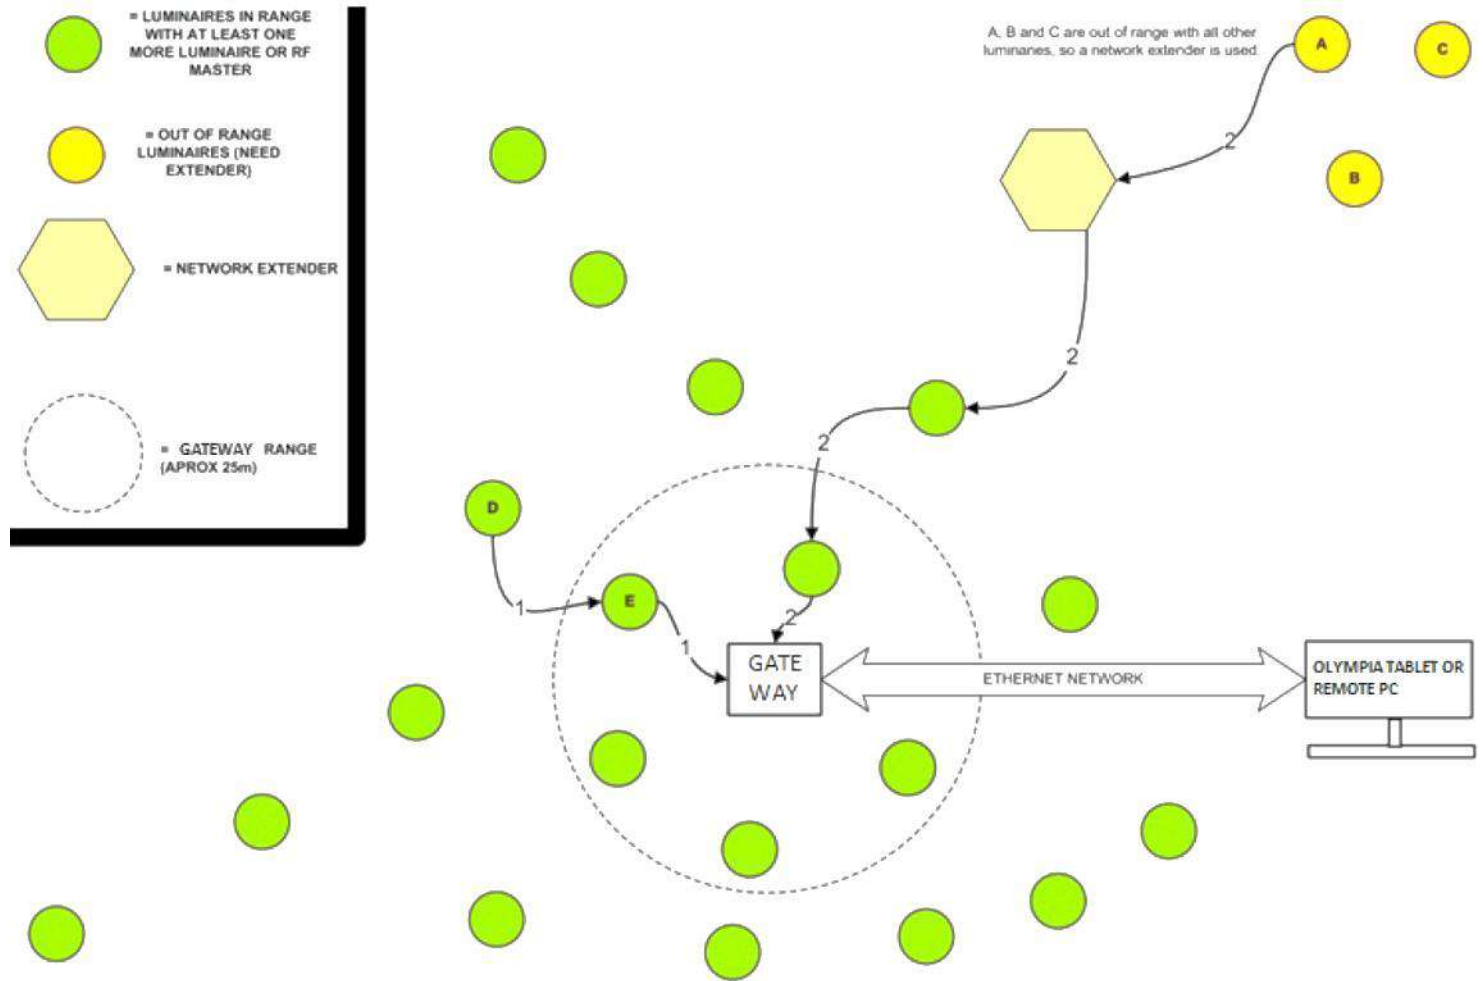 = LUMINAIRES IN RANGE
WITH AT LEAST ONE
MORE LUMINAIRE OR RF
MASTER
= OUT OF RANGE
LUMINAIRES (NEED
EXTENDER)
= NETWORK EXTENDER
= GATEWAY RANGE
(APROX 25m)
A, B and C are out of range with all other
luminaries, so a network extender is used
A
C
B
2
2
2
D
E
1
1
2
GATE
WAY
ETHERNET NETWORK
OLYMPIA TABLET OR
REMOTE PC